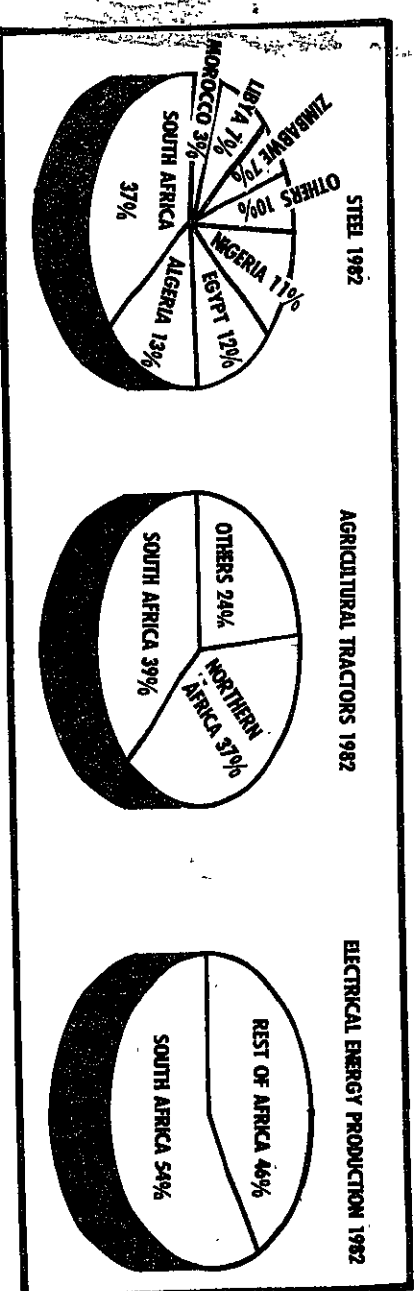 STEEL 1982
MOROCCO 3%
LIBYA 7%
ZIMBABWE 7%
OTHERS 10%
NIGERIA 11%
EGYPT 12%
ALGERIA 13%
SOUTH AFRICA
37%
AGRICULTURAL TRACTORS 1982
OTHERS 24%
NORTHERN
AFRICA 37%
SOUTH AFRICA 39%
ELECTRICAL ENERGY PRODUCTION 1982
REST OF AFRICA 46%
SOUTH AFRICA 54%